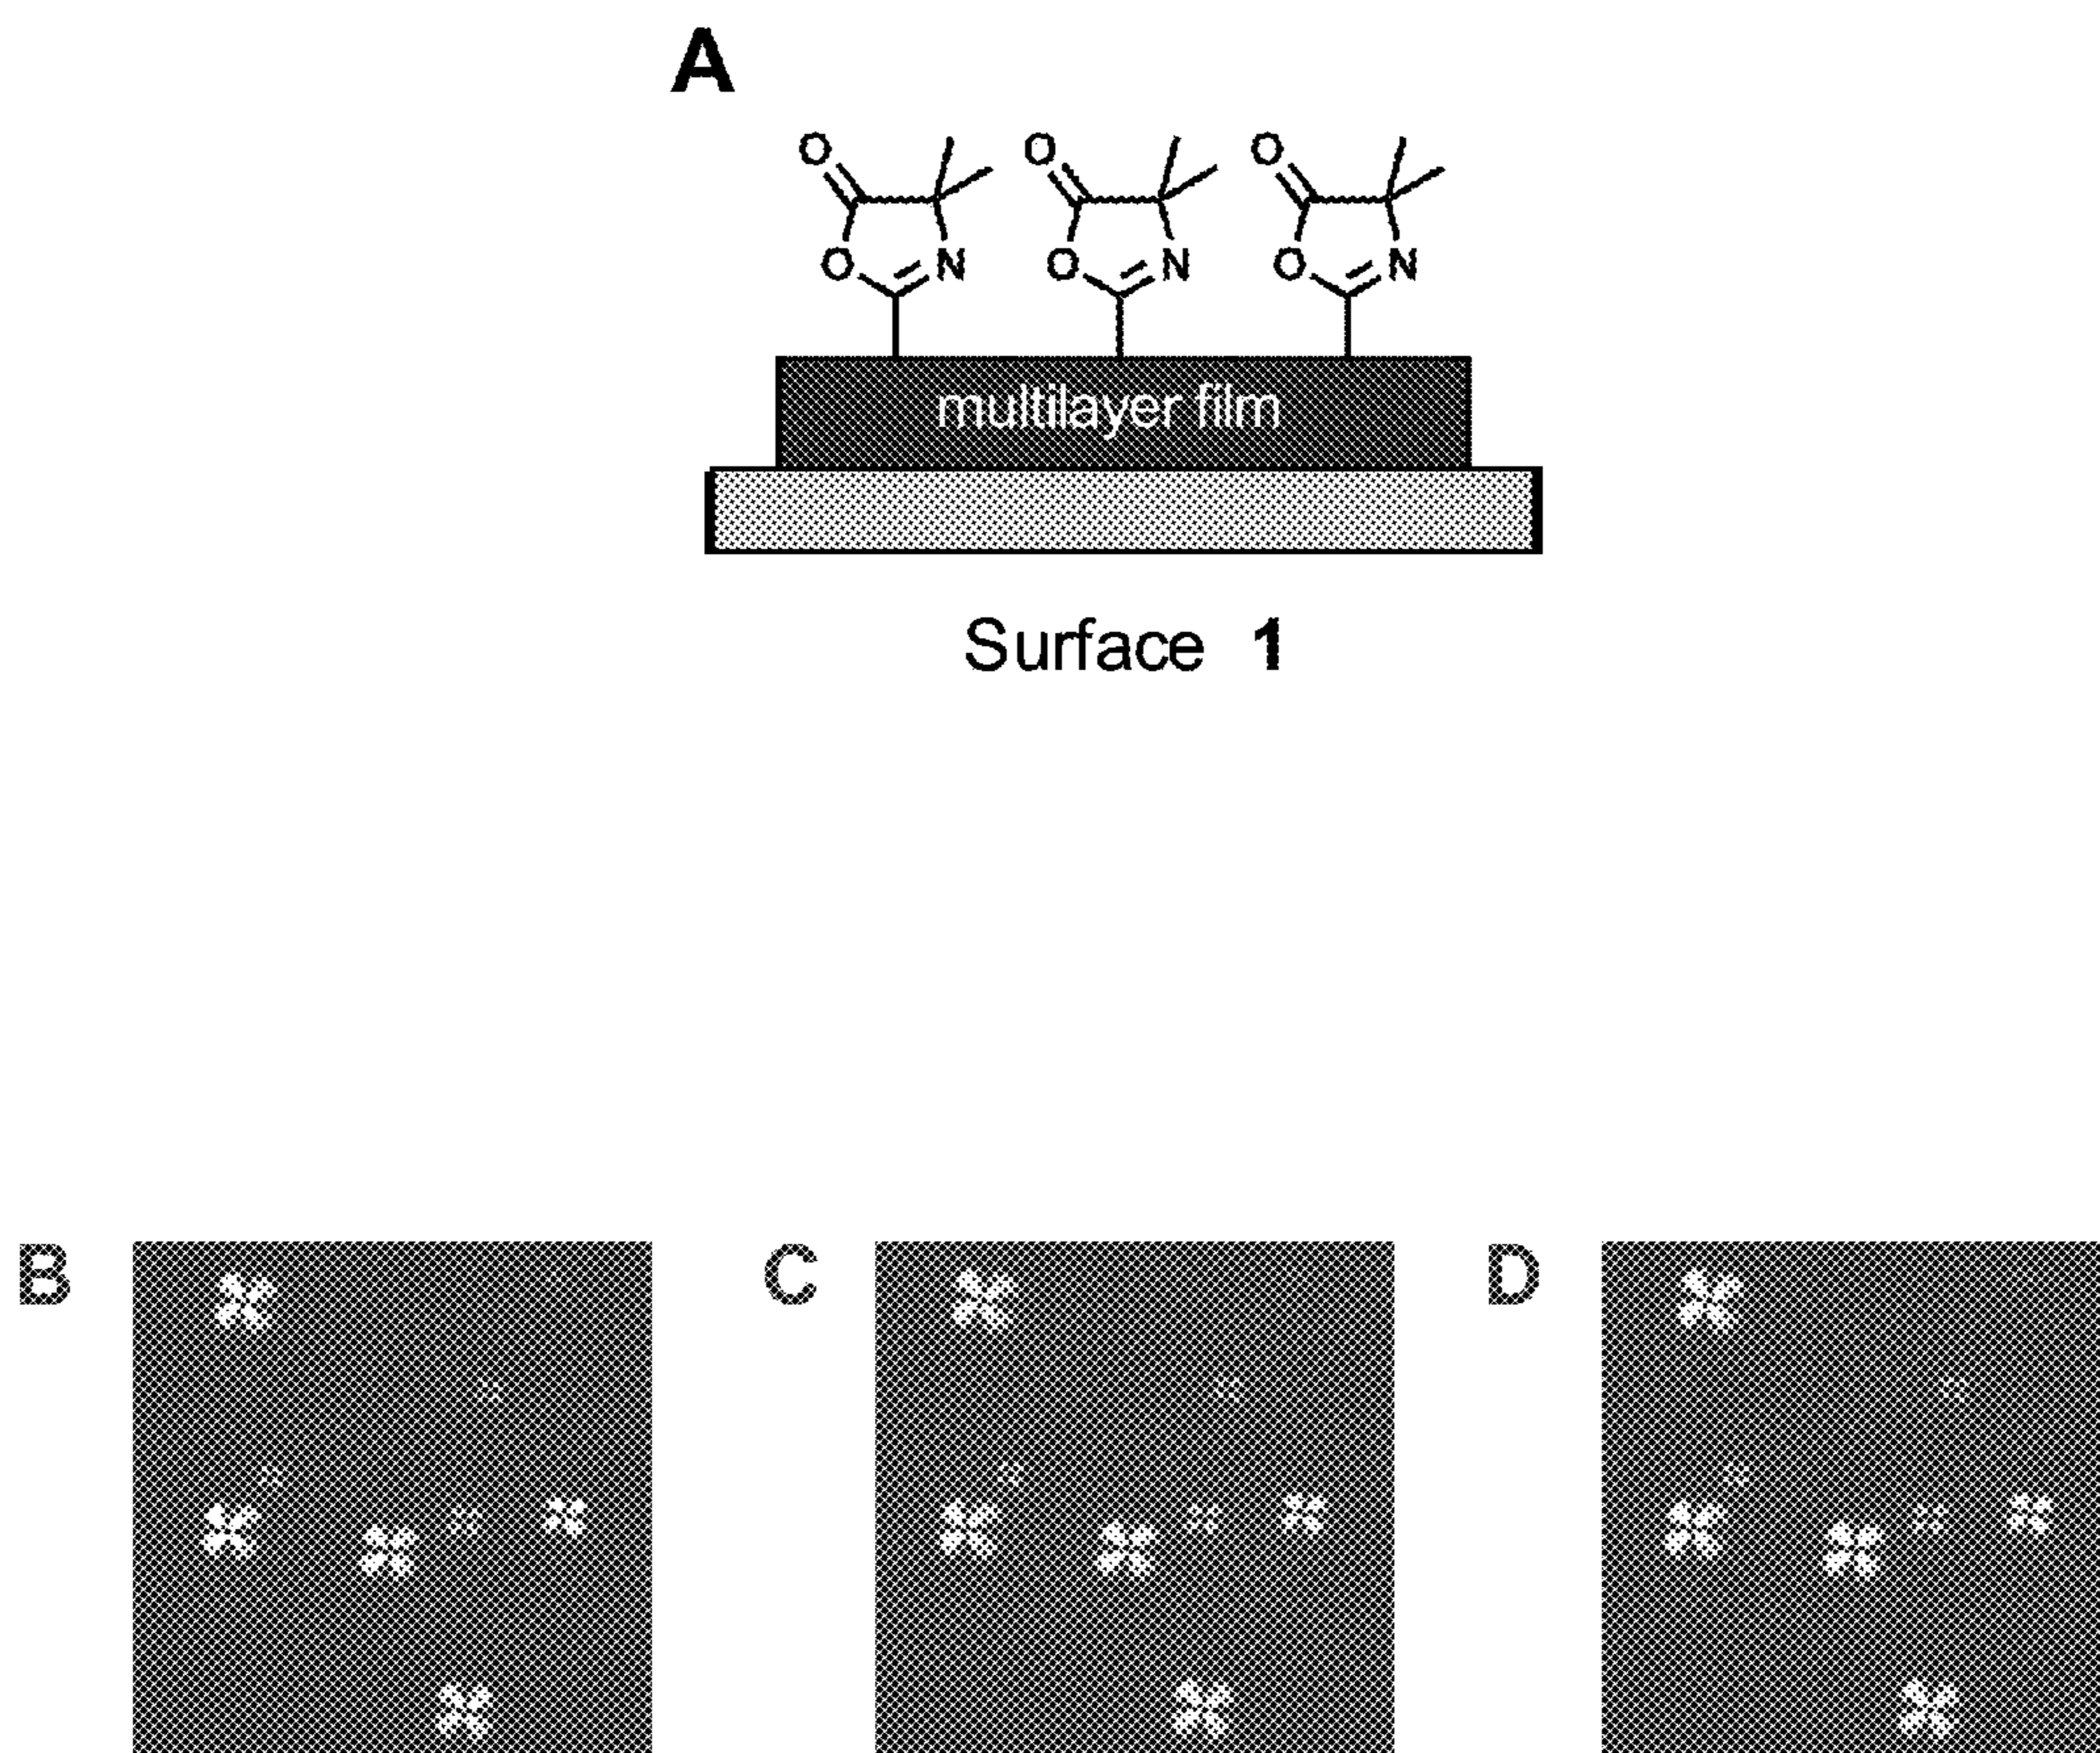 A
O O O
O N O N O N
multilayer film
Surface 1
B C D